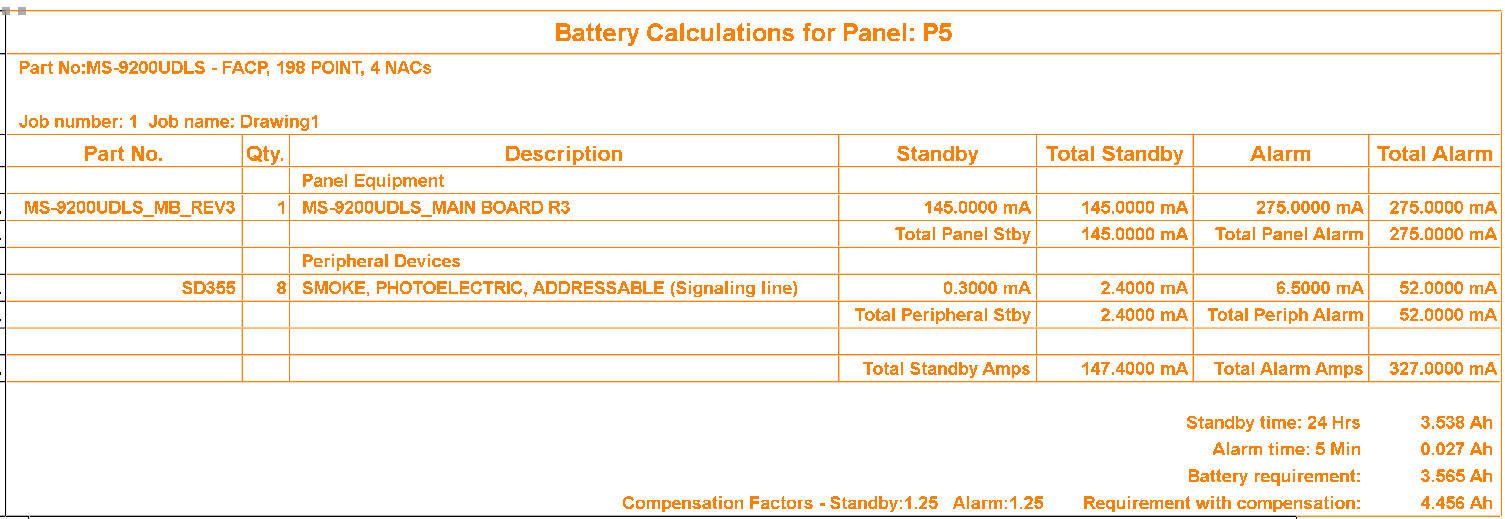 Battery Calculations for Panel: P5
Part No:MS-9200UDLS - FACP, 198 POINT, 4 NACs
Job number: 1 Job name: Drawing1
Part No. Qty. Description Standby Total Standby Alarm Total Alarm
Panel Equipment
MS-9200UDLS_MB_REV3 1 MS-9200UDLS_MAIN BOARD R3 145.0000 mA 145.0000 mA 275.0000 mA 275.0000 mA
Total Panel Stby 145.0000 mA Total Panel Alarm 275.0000 mA
Peripheral Devices
SD355 8 SMOKE, PHOTOELECTRIC, ADDRESSABLE (Signaling line) 0.3000 mA 2.4000 mA 6.5000 mA 52.0000 mA
Total Peripheral Stby 2.4000 mA Total Periph Alarm 52.0000 mA
Total Standby Amps 147.4000 mA Total Alarm Amps 327.0000 mA
Standby time: 24 Hrs 3.538 Ah
Alarm time: 5 Min 0.027 Ah
Battery requirement: 3.565 Ah
Compensation Factors - Standby:1.25 Alarm:1.25 Requirement with compensation: 4.456 Ah